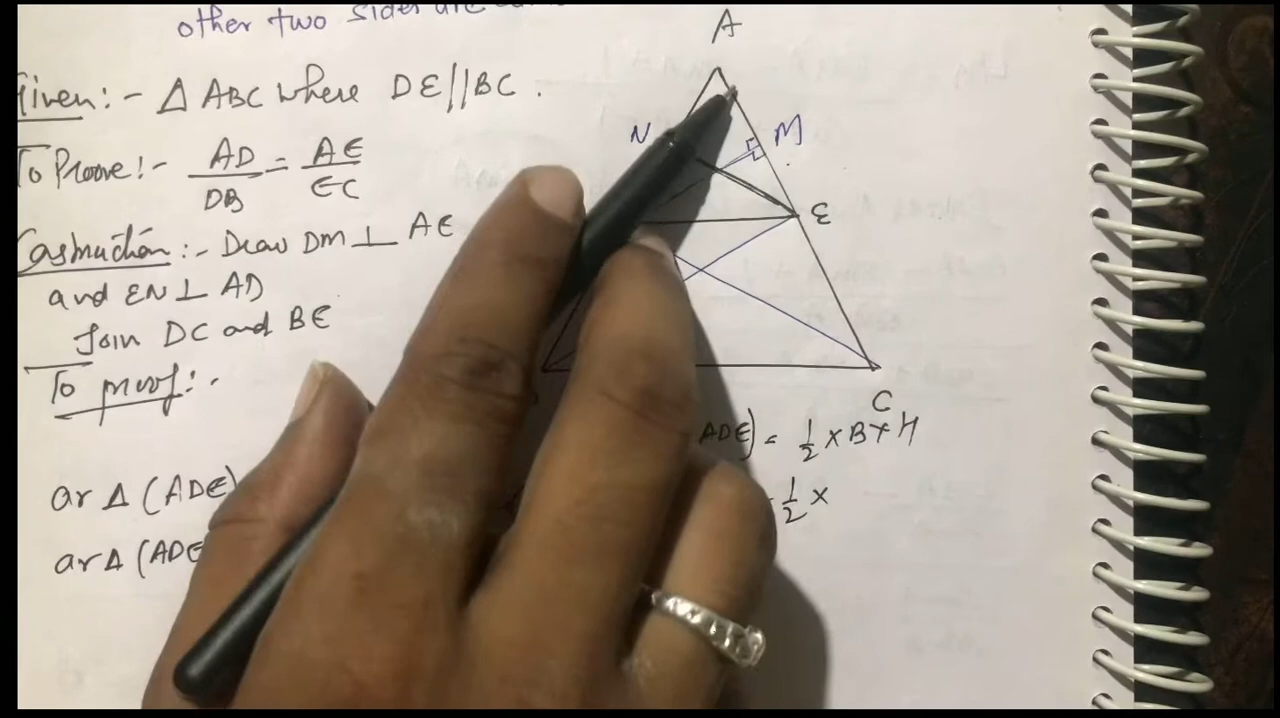 other two sides are
Given:- Δ ABC where DE||BC.
To Prove:- AD/DB = AE/EC
Construction:- Draw DM⊥ AE
and EN⊥ AD
Join DC and BE
To proof:-
ar Δ (ADE)
ar Δ (ADE
A
N
M
E
C
ADE) = 1/2 × B × H
= 1/2 ×